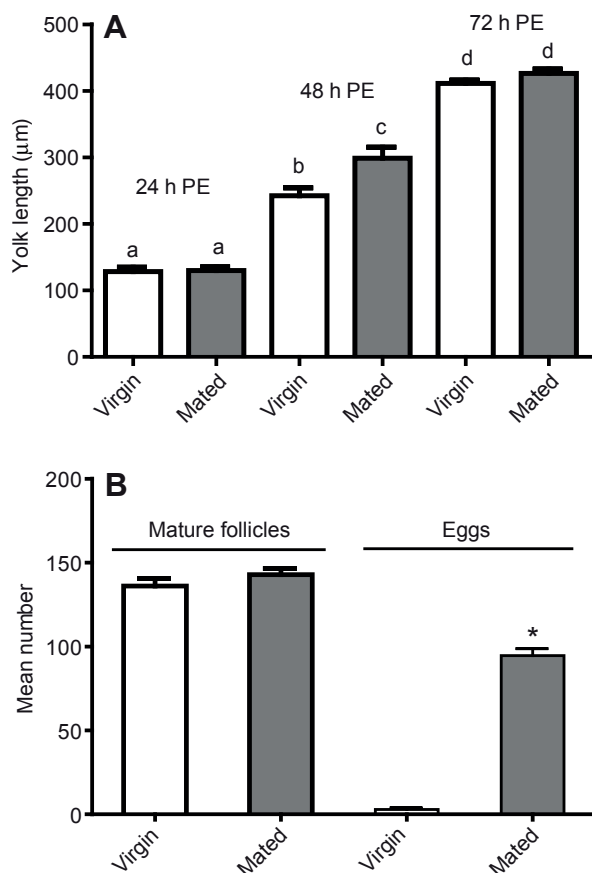 A
500
400
300
200
100
0
Yolk length (μm)
24 h PE
48 h PE
72 h PE
a
a
b
c
d
d
Virgin
Mated
Virgin
Mated
Virgin
Mated
B
200
150
100
50
0
Mean number
Mature follicles
Eggs
*
Virgin
Mated
Virgin
Mated